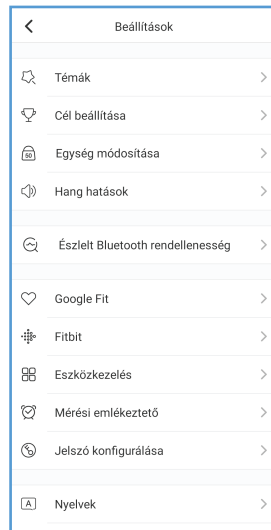 Beállítások
Témák
Cél beállítása
50
Egység módosítása
Hang hatások
Észlelt Bluetooth rendellenesség
Google Fit
Fitbit
Eszközkezelés
Mérési emlékeztető
Jelszó konfigurálása
A
Nyelvek